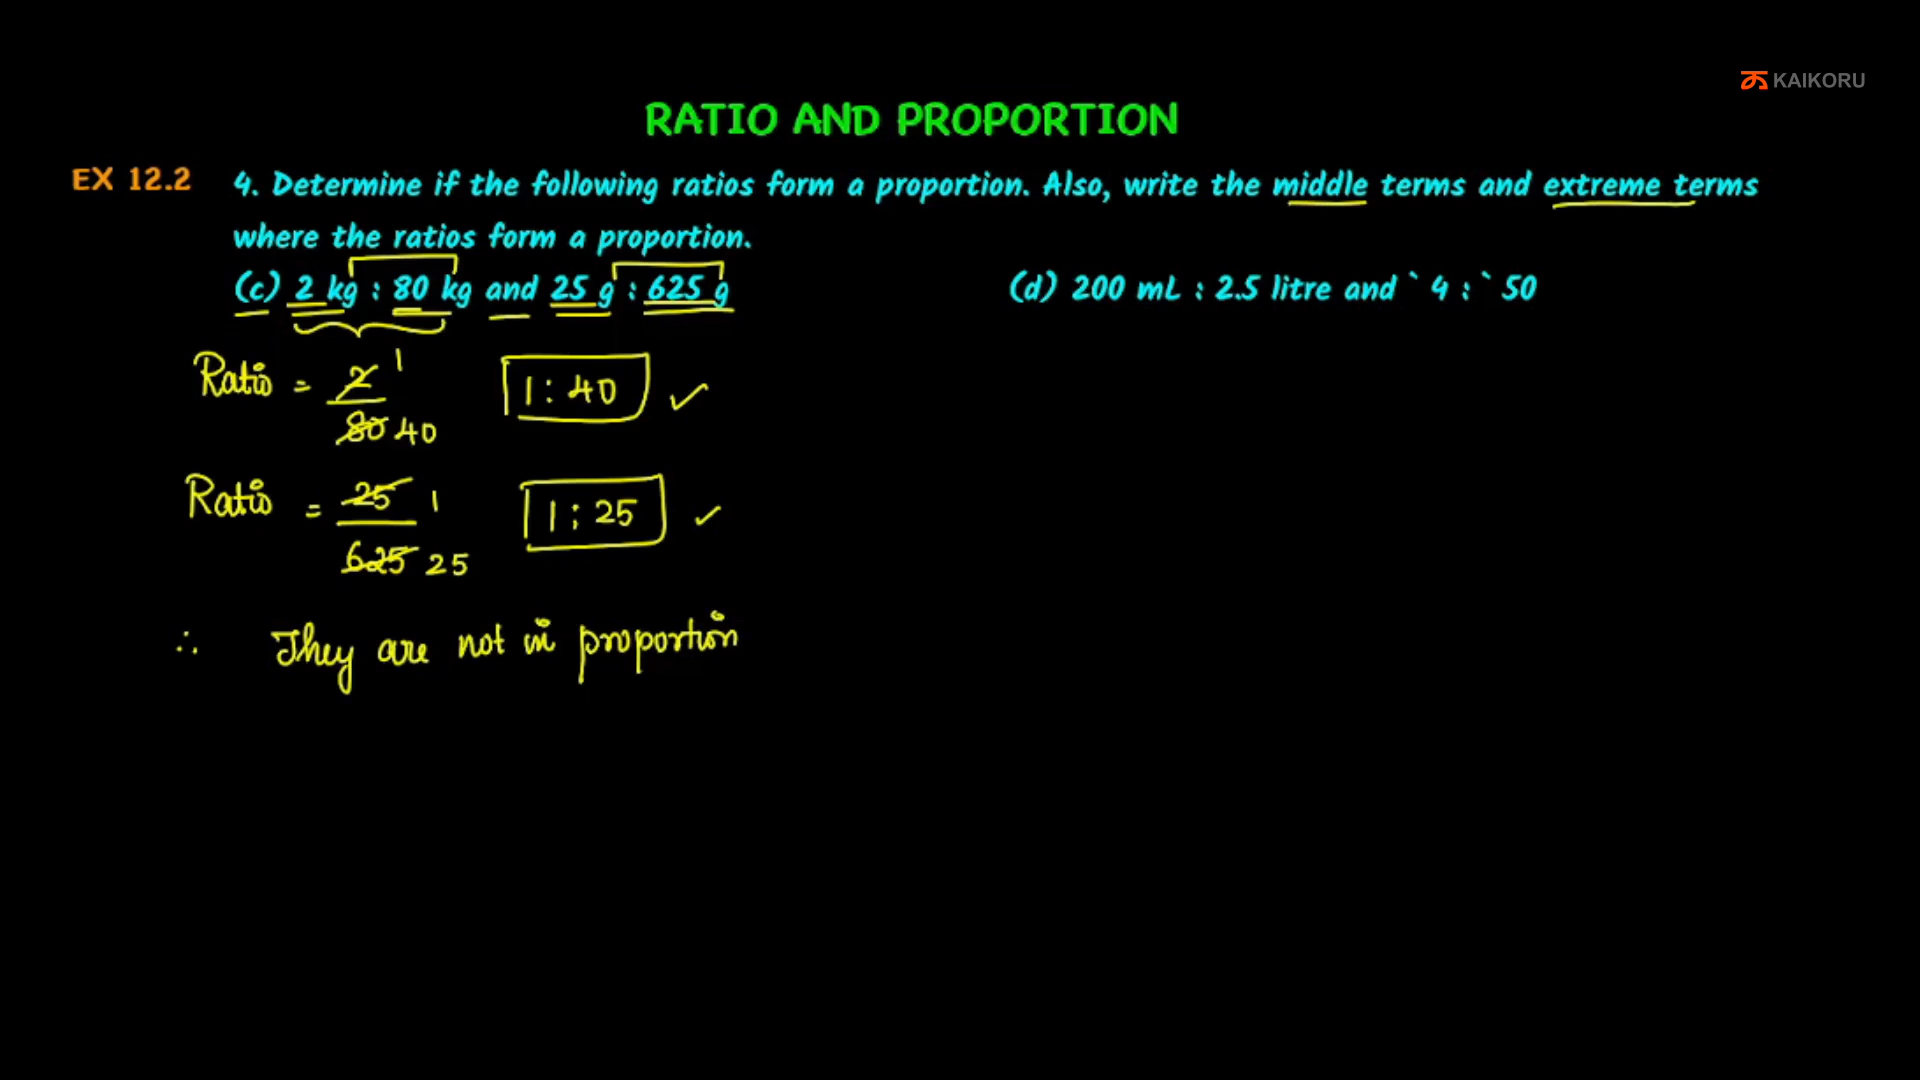 KAIKORU
RATIO AND PROPORTION
EX 12.2 4. Determine if the following ratios form a proportion. Also, write the middle terms and extreme terms
where the ratios form a proportion.
(c) 2 kg : 80 kg and 25 g : 625 g (d) 200 mL : 2.5 litre and ` 4 : ` 50
Ratio = 2 1 1 : 40 ✓
80 40
Ratio = 25 1 1 : 25 ✓
625 25
∴ They are not in proportion